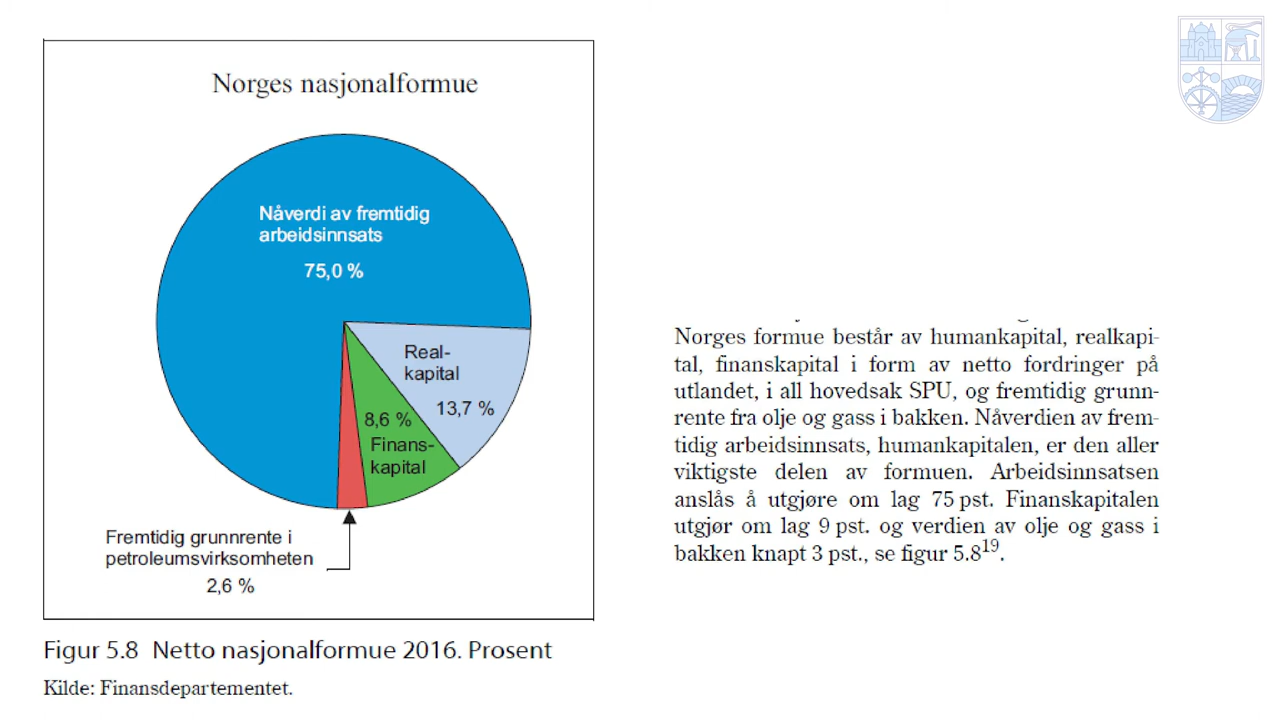 Norges nasjonalformue
Nåverdi av fremtidig
arbeidsinnsats
75,0 %
Real-
kapital
13,7 %
8,6 %
Finans-
kapital
Fremtidig grunnrente i
petroleumsvirksomheten
2,6 %
Figur 5.8 Netto nasjonalformue 2016. Prosent
Kilde: Finansdepartementet.
Norges formue består av humankapital, realkapi-
tal, finanskapital i form av netto fordringer på
utlandet, i all hovedsak SPU, og fremtidig grunn-
rente fra olje og gass i bakken. Nåverdien av frem-
tidig arbeidsinnsats, humankapitalen, er den aller
viktigste delen av formuen. Arbeidsinnsatsen
anslås å utgjøre om lag 75 pst. Finanskapitalen
utgjør om lag 9 pst. og verdien av olje og gass i
bakken knapt 3 pst., se figur 5.8¹⁹.